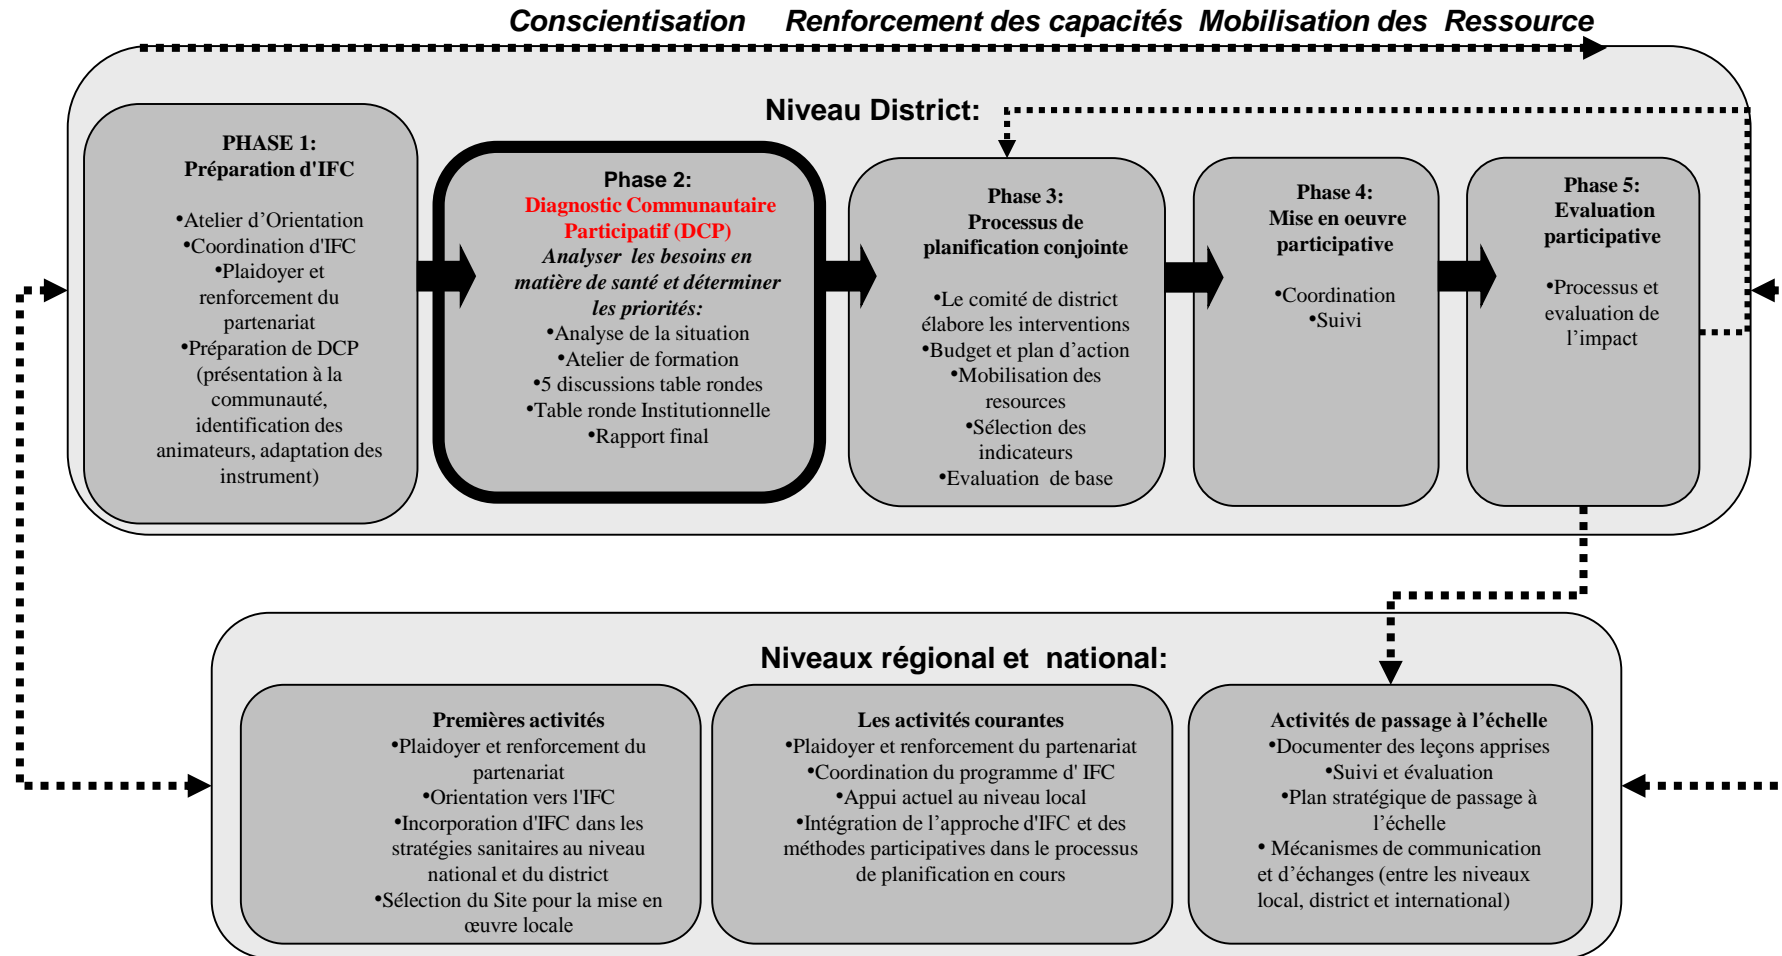 Conscientisation Renforcement des capacités Mobilisation des Ressource
Niveau District:
PHASE 1:
Préparation d'IFC
•Atelier d’Orientation
•Coordination d'IFC
•Plaidoyer et
renforcement du
partenariat
•Préparation de DCP
(présentation à la
communauté,
identification des
animateurs, adaptation des
instrument)
Phase 2:
Diagnostic Communautaire
Participatif (DCP)
Analyser les besoins en
matière de santé et déterminer
les priorités:
•Analyse de la situation
•Atelier de formation
•5 discussions table rondes
•Table ronde Institutionnelle
•Rapport final
Phase 3:
Processus de
planification conjointe
•Le comité de district
élabore les interventions
•Budget et plan d’action
•Mobilisation des
resources
•Sélection des
indicateurs
•Evaluation de base
Phase 4:
Mise en oeuvre
participative
•Coordination
•Suivi
Phase 5:
Evaluation
participative
•Processus et
evaluation de
l’impact
Niveaux régional et national:
Premières activités
•Plaidoyer et renforcement du
partenariat
•Orientation vers l'IFC
•Incorporation d'IFC dans les
stratégies sanitaires au niveau
national et du district
•Sélection du Site pour la mise en
œuvre locale
Les activités courantes
•Plaidoyer et renforcement du partenariat
•Coordination du programme d' IFC
•Appui actuel au niveau local
•Intégration de l’approche d'IFC et des
méthodes participatives dans le processus
de planification en cours
Activités de passage à l’échelle
•Documenter des leçons apprises
•Suivi et évaluation
•Plan stratégique de passage à
l’échelle
• Mécanismes de communication
et d’échanges (entre les niveaux
local, district et international)